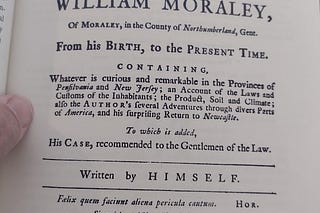 WILLIAM MORALEY,
Of MORALEY, in the County of Northumberland, Gent.
From his BIRTH, to the PRESENT TIME.
CONTAINING,
Whatever is curious and remarkable in the Provinces of
Pensilvania and New Jersey; an Account of the Laws and
Customs of the Inhabitants; the Product, Soil and Climate;
also the AUTHOR's several Adventures through divers Parts
of America, and his surprising Return to Newcastle.
To which is added,
His CASE, recommended to the Gentlemen of the Law.
Written by HIMSELF.
Felix quem faciunt aliena pericula cautum. HOR.